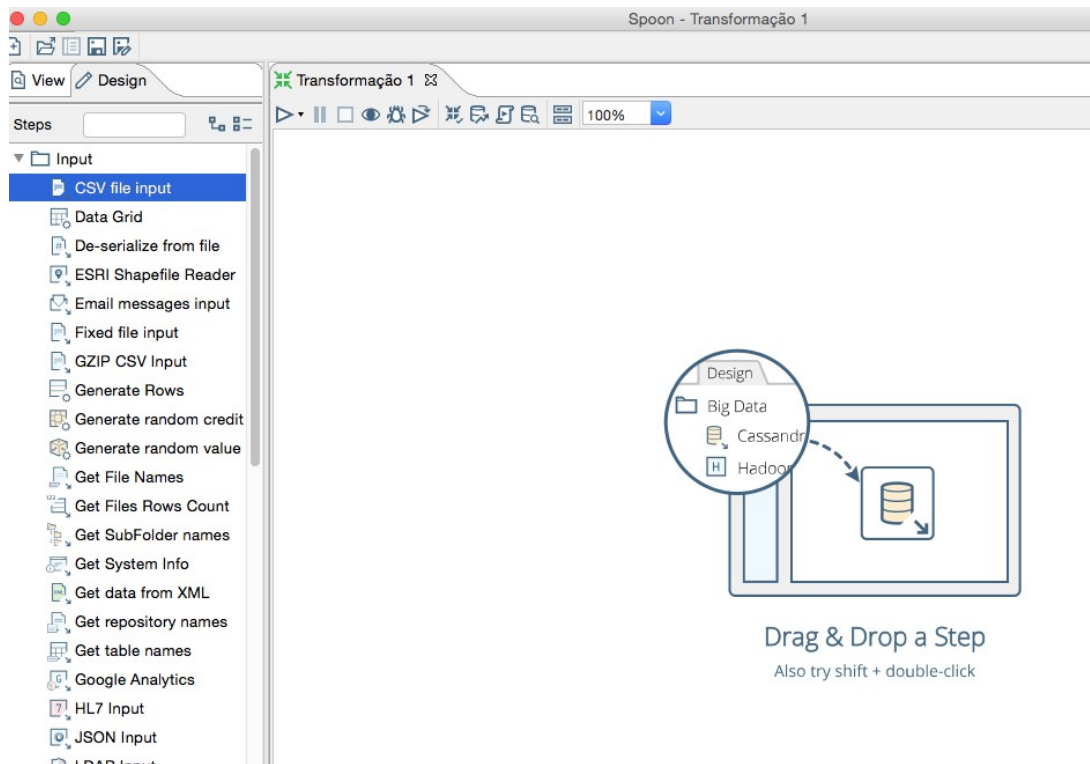 Spoon - Transformação 1
View
Design
Transformação 1
Steps
100%
Input
CSV file input
Data Grid
De-serialize from file
ESRI Shapefile Reader
Email messages input
Fixed file input
GZIP CSV Input
Generate Rows
Generate random credit
Generate random value
Get File Names
Get Files Rows Count
Get SubFolder names
Get System Info
Get data from XML
Get repository names
Get table names
Google Analytics
HL7 Input
JSON Input
Design
Big Data
Cassandr
Hadoop
Drag & Drop a Step
Also try shift + double-click